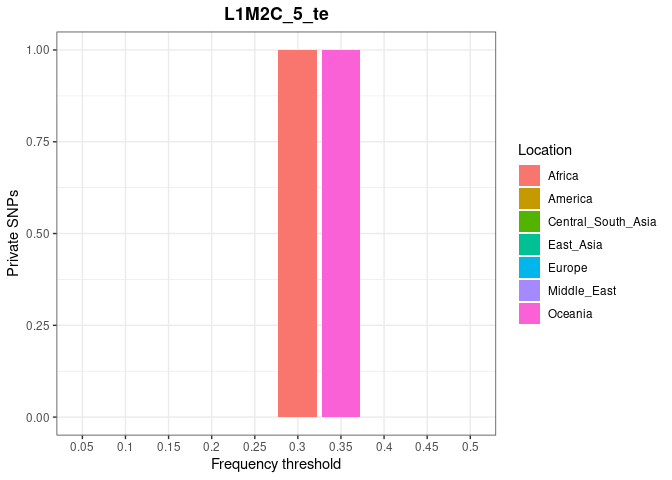 L1M2C_5_te
1.00
0.75
0.50
0.25
0.00
Private SNPs
0.05 0.1 0.15 0.2 0.25 0.3 0.35 0.4 0.45 0.5
Frequency threshold
Location
Africa
America
Central_South_Asia
East_Asia
Europe
Middle_East
Oceania